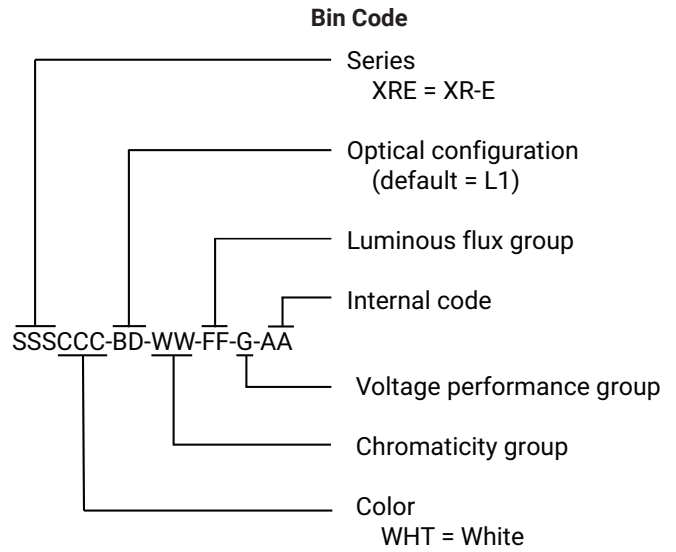 Bin Code
Series
XRE = XR-E
Optical configuration
(default = L1)
Luminous flux group
Internal code
SSSCCC-BD-WW-FF-G-AA
Voltage performance group
Chromaticity group
Color
WHT = White